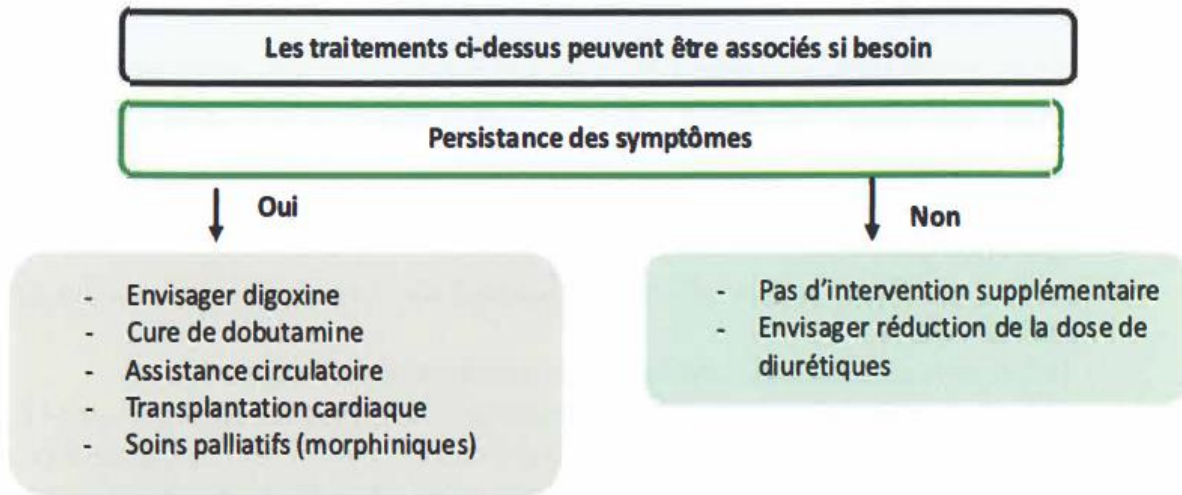 Les traitements ci-dessus peuvent être associés si besoin
Persistance des symptômes
Oui
Non
- Envisager digoxine
- Cure de dobutamine
- Assistance circulatoire
- Transplantation cardiaque
- Soins palliatifs (morphiniques)
- Pas d'intervention supplémentaire
- Envisager réduction de la dose de
diurétiques